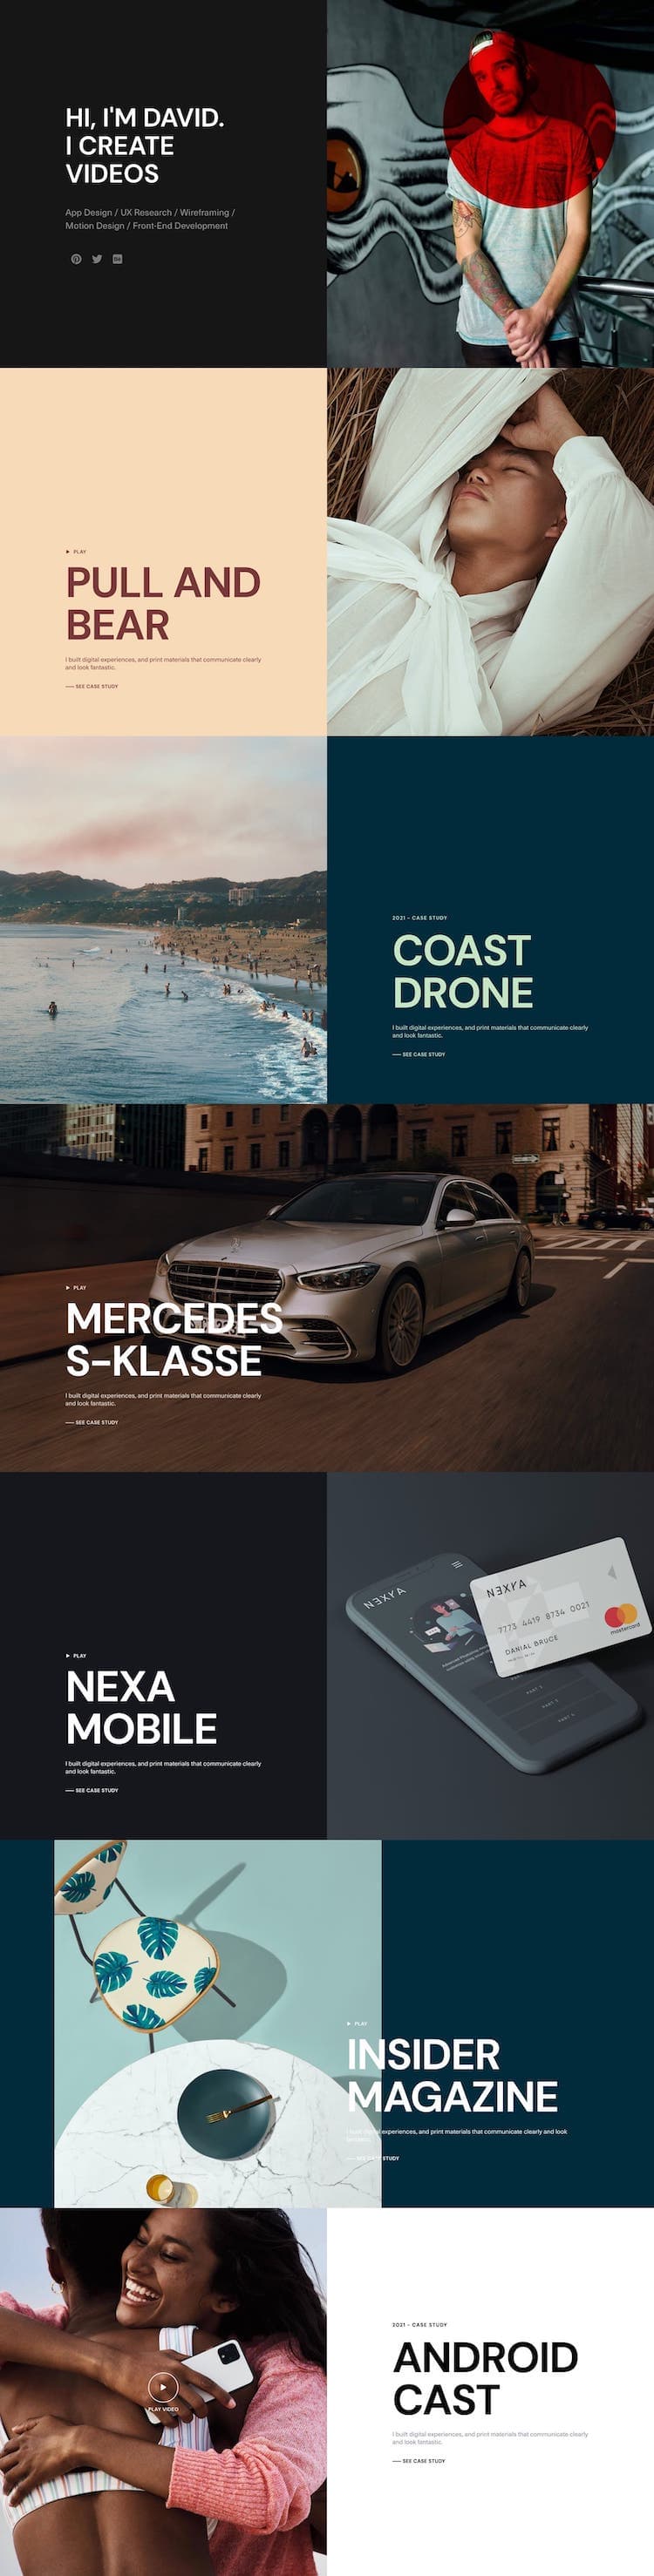 HI, I'M DAVID.
I CREATE
VIDEOS
App Design / UX Research / Wireframing /
Motion Design / Front-End Development
PLAY
PULL AND
BEAR
I built digital experiences, and print materials that communicate clearly
and look fantastic.
SEE CASE STUDY
2021 - CASE STUDY
COAST
DRONE
I built digital experiences, and print materials that communicate clearly
and look fantastic.
SEE CASE STUDY
PLAY
MERCEDES
S-KLASSE
I built digital experiences, and print materials that communicate clearly
and look fantastic.
SEE CASE STUDY
PLAY
NEXA
MOBILE
I built digital experiences, and print materials that communicate clearly
and look fantastic.
SEE CASE STUDY
7773 4419 8734 0021
DANIAL BRUCE
mastercard
PLAY
INSIDER
MAGAZINE
experiences, and print materials that communicate clearly and look
STUDY
PLAY VIDEO
2021 - CASE STUDY
ANDROID
CAST
I built digital experiences, and print materials that communicate clearly
and look fantastic.
SEE CASE STUDY